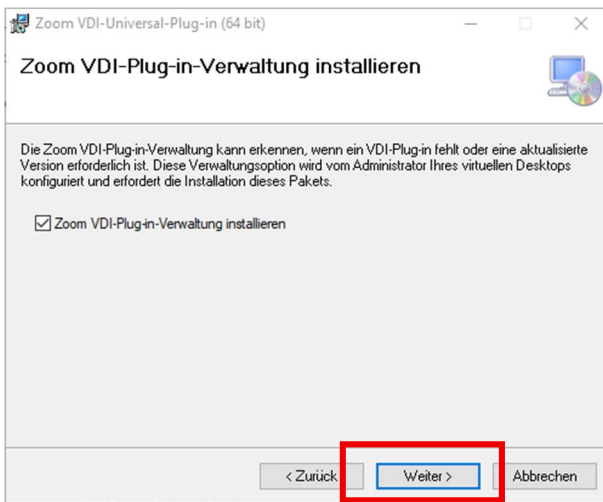 Zoom VDI-Universal-Plug-in (64 bit)
Zoom VDI-Plug-in-Verwaltung installieren
Die Zoom VDI-Plug-in-Verwaltung kann erkennen, wenn ein VDI-Plug-in fehlt oder eine aktualisierte
Version erforderlich ist. Diese Verwaltungsoption wird vom Administrator Ihres virtuellen Desktops
konfiguriert und erfordert die Installation dieses Pakets.
Zoom VDI-Plug-in-Verwaltung installieren
< Zurück
Weiter >
Abbrechen